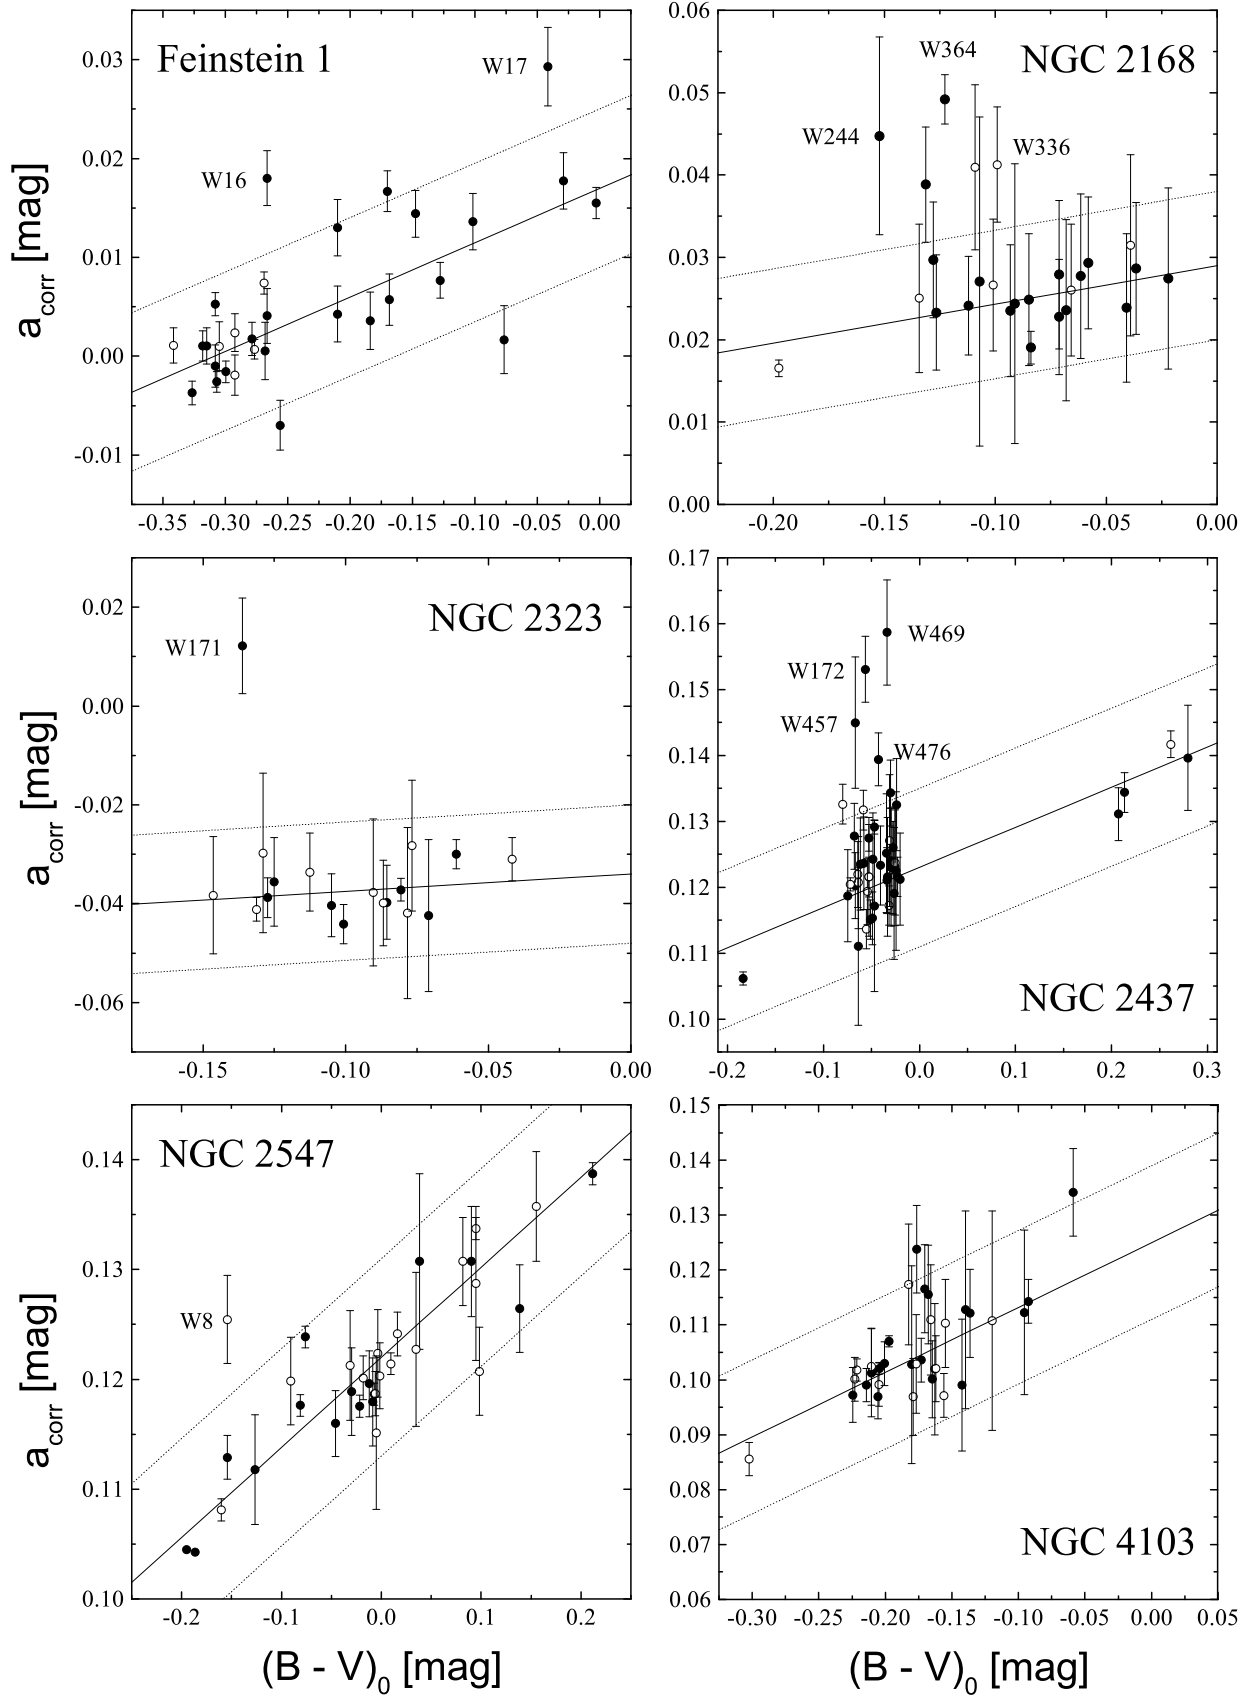 Feinstein 1
W17
W16
0.03
0.02
0.01
0.00
-0.01
a_corr [mag]
-0.35 -0.30 -0.25 -0.20 -0.15 -0.10 -0.05 0.00
NGC 2168
W364
W244
W336
0.06
0.05
0.04
0.03
0.02
0.01
0.00
-0.20 -0.15 -0.10 -0.05 0.00
NGC 2323
W171
0.02
0.00
-0.02
-0.04
-0.06
a_corr [mag]
-0.15 -0.10 -0.05 0.00
W469
W172
W457
W476
NGC 2437
0.17
0.16
0.15
0.14
0.13
0.12
0.11
0.10
-0.2 -0.1 0.0 0.1 0.2 0.3
NGC 2547
W8
0.14
0.13
0.12
0.11
0.10
a_corr [mag]
-0.2 -0.1 0.0 0.1 0.2
(B - V)_0 [mag]
NGC 4103
0.15
0.14
0.13
0.12
0.11
0.10
0.09
0.08
0.07
0.06
-0.30 -0.25 -0.20 -0.15 -0.10 -0.05 0.00 0.05
(B - V)_0 [mag]